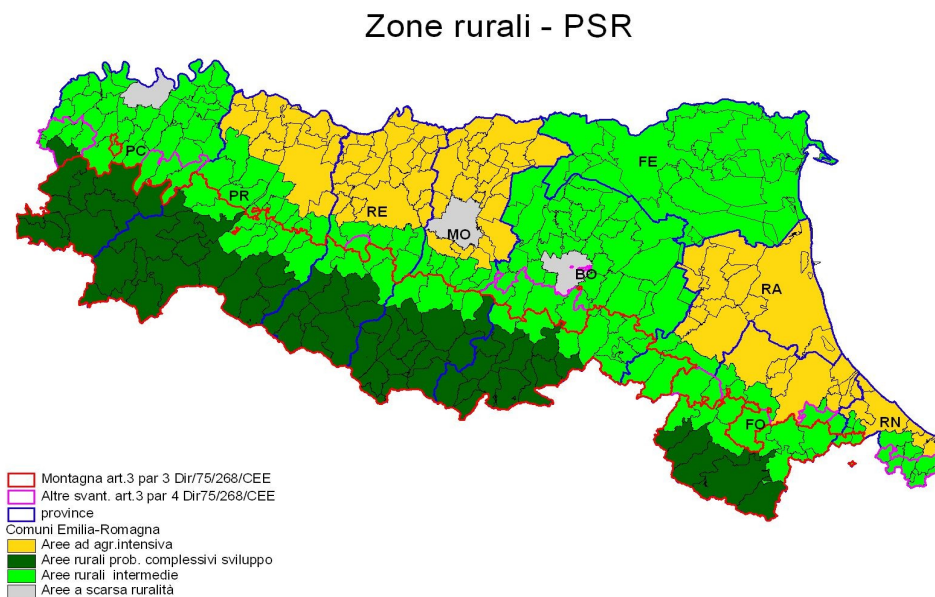 Zone rurali - PSR
PC
PR
RE
MO
FE
BO
RA
FO
RN
Montagna art.3 par 3 Dir/75/268/CEE
Altre svant. art.3 par 4 Dir75/268/CEE
province
Comuni Emilia-Romagna
Aree ad agr.intensiva
Aree rurali prob. complessivi sviluppo
Aree rurali intermedie
Aree a scarsa ruralità